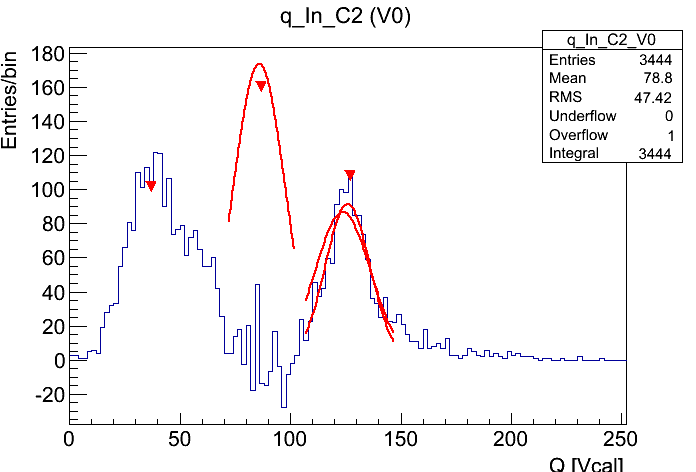 q_In_C2 (V0)
q_In_C2_V0
Entries 3444
Mean 78.8
RMS 47.42
Underflow 0
Overflow 1
Integral 3444
Entries/bin
180
160
140
120
100
80
60
40
20
0
-20
0 50 100 150 200 250
Q [Vcal]